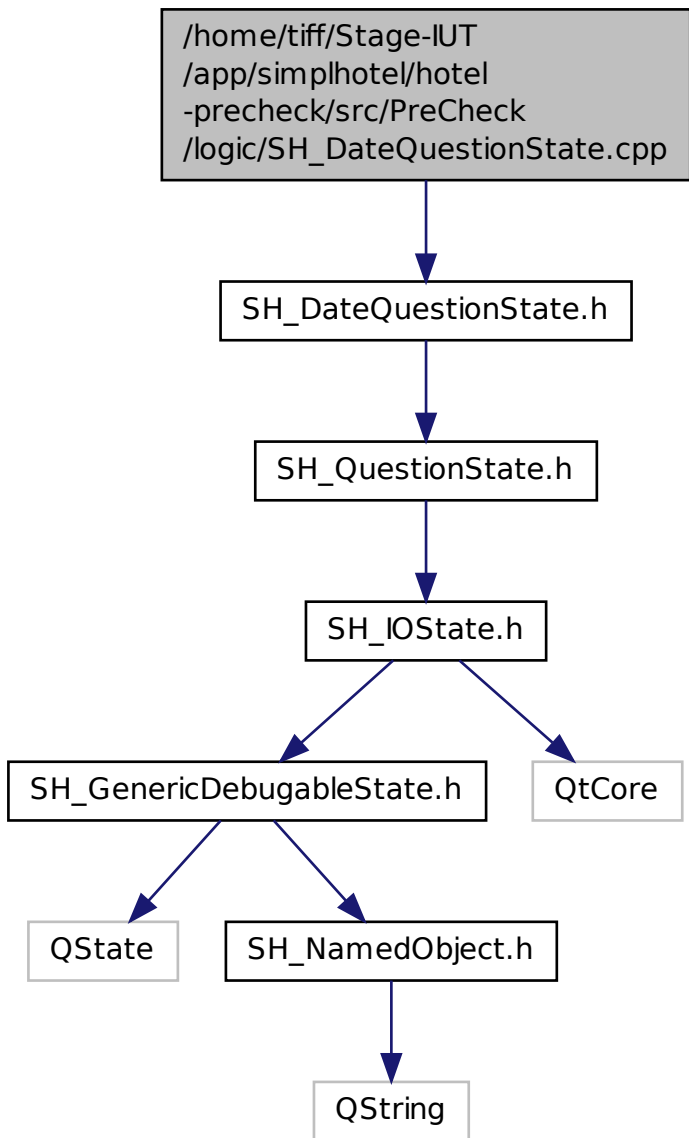 /home/tiff/Stage-IUT
/app/simplhotel/hotel
-precheck/src/PreCheck
/logic/SH_DateQuestionState.cpp
SH_DateQuestionState.h
SH_QuestionState.h
SH_IOState.h
SH_GenericDebugableState.h
QtCore
QState
SH_NamedObject.h
QString